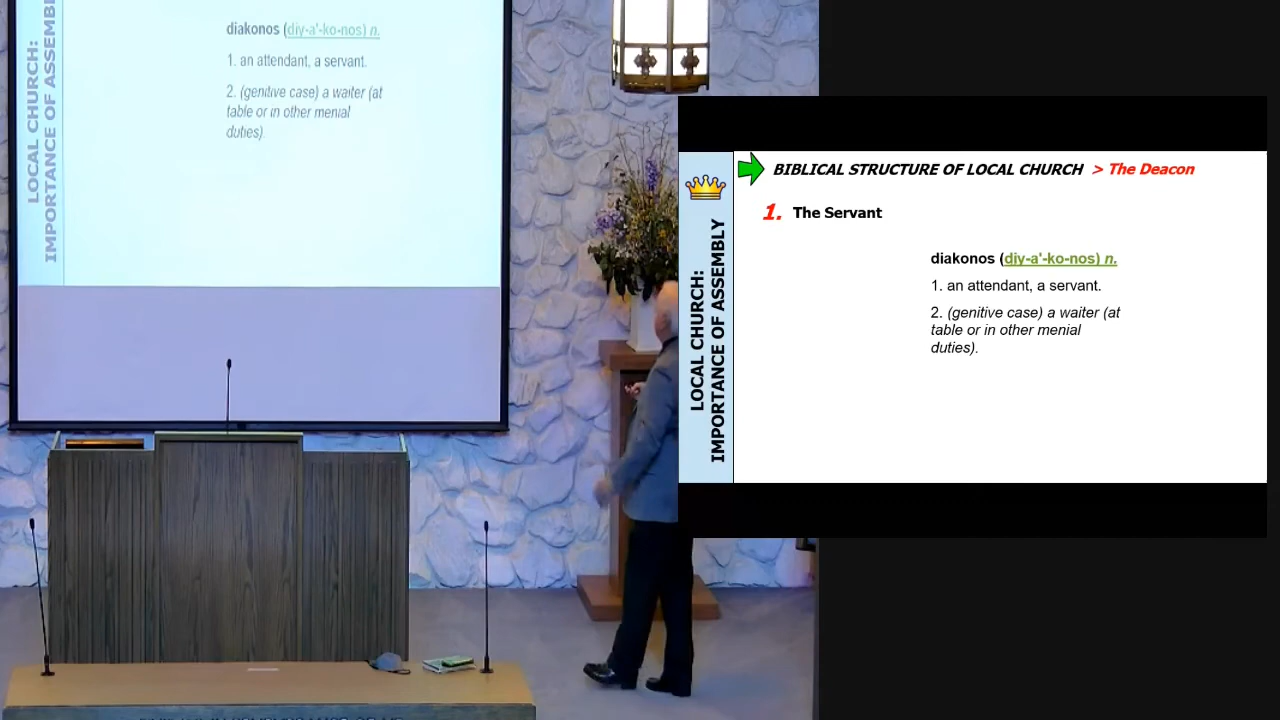 LOCAL CHURCH:
IMPORTANCE OF ASSEMBL
diakonos (diy-a'-ko-nos) n.
1. an attendant, a servant.
2. (genitive case) a waiter (at
table or in other menial
duties).
LOCAL CHURCH:
IMPORTANCE OF ASSEMBLY
BIBLICAL STRUCTURE OF LOCAL CHURCH > The Deacon
1. The Servant
diakonos (diy-a'-ko-nos) n.
1. an attendant, a servant.
2. (genitive case) a waiter (at
table or in other menial
duties).